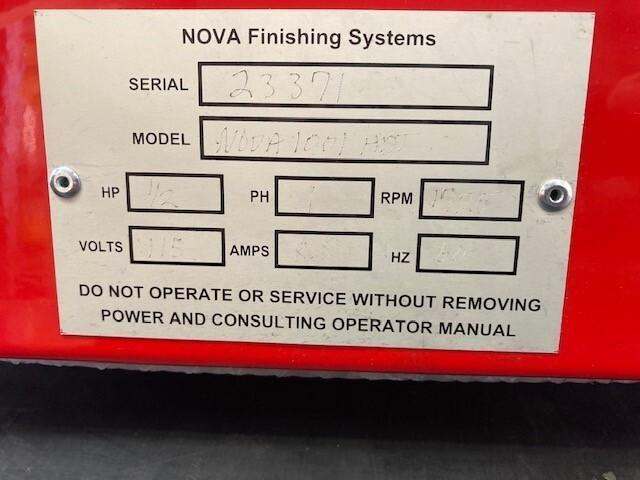 NOVA Finishing Systems
SERIAL 23371
MODEL NOVA 1001
HP 1/2 PH 1 RPM
VOLTS 115 AMPS HZ
DO NOT OPERATE OR SERVICE WITHOUT REMOVING
POWER AND CONSULTING OPERATOR MANUAL